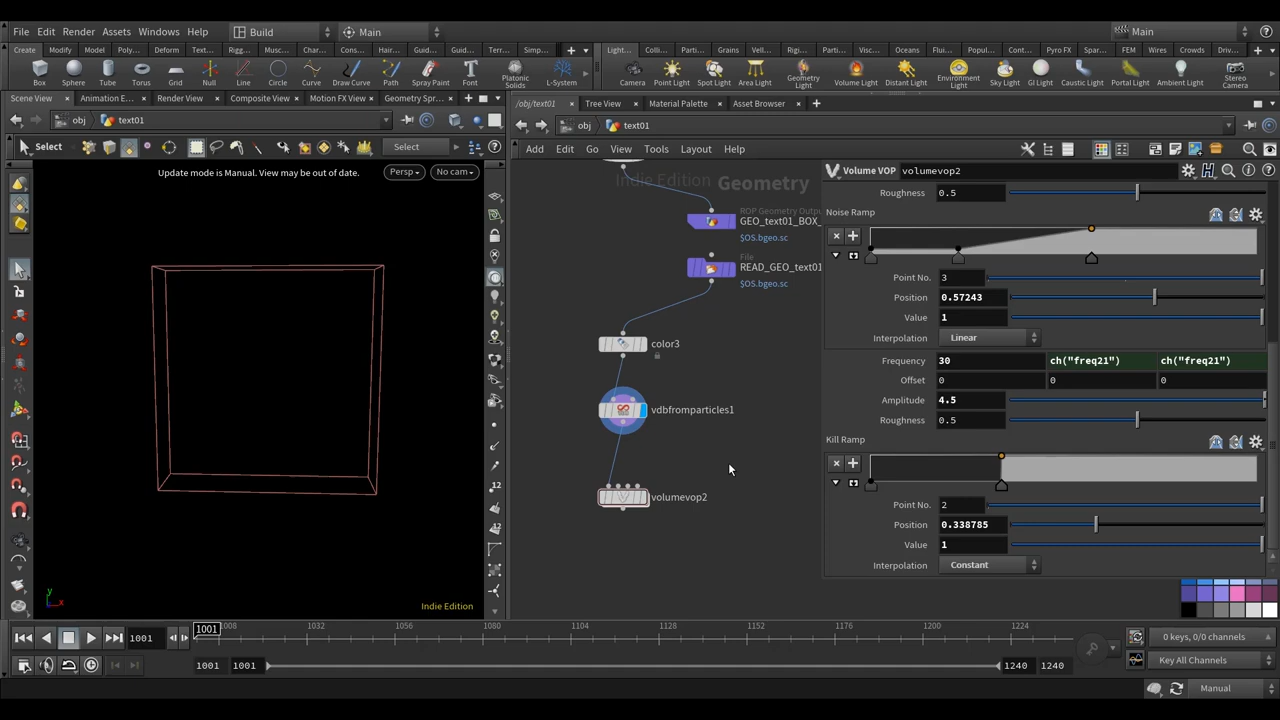 File Edit Render Assets Windows Help Build Main Main
Create Modify Model Poly... Deform Text... Rigg... Musc... Char... Cons... Hair... Guid... Guid... Terr... Simp... Light... Colli... Parti... Grains Vell... Rigi... Parti... Visc... Oceans Flui... Popul... Cont... Pyro FX Spar... FEM Wires Crowds Driv...
Box Sphere Tube Torus Grid Null Line Circle Curve Draw Curve Path Spray Paint Font Platonic Solids L-System Camera Point Light Spot Light Area Light Geometry Light Volume Light Distant Light Environment Light Sky Light GI Light Caustic Light Portal Light Ambient Light Stereo Camera
Scene View Animation E... Render View Composite View Motion FX View Geometry Spr... /obj/text01 Tree View Material Palette Asset Browser
obj text01 obj text01
Select Select Add Edit Go View Tools Layout Help
Update mode is Manual. View may be out of date. Persp No cam
Indie Edition Geometry
Volume VOP volumevop2
Roughness 0.5
ROP Geometry Outpu
GEO_text01_BOX_
$OS.bgeo.sc
File
READ_GEO_text01
$OS.bgeo.sc
color3
vdbfromparticles1
volumevop2
Noise Ramp
Point No. 3
Position 0.57243
Value 1
Interpolation Linear
Frequency 30 ch("freq21") ch("freq21")
Offset 0 0 0
Amplitude 4.5
Roughness 0.5
Kill Ramp
Point No. 2
Position 0.338785
Value 1
Interpolation Constant
12
12
y
x
Indie Edition
1001 1001 1008 1032 1056 1080 1104 1128 1152 1176 1200 1224 0 keys, 0/0 channels
1001 1001 1240 1240 Key All Channels
Manual